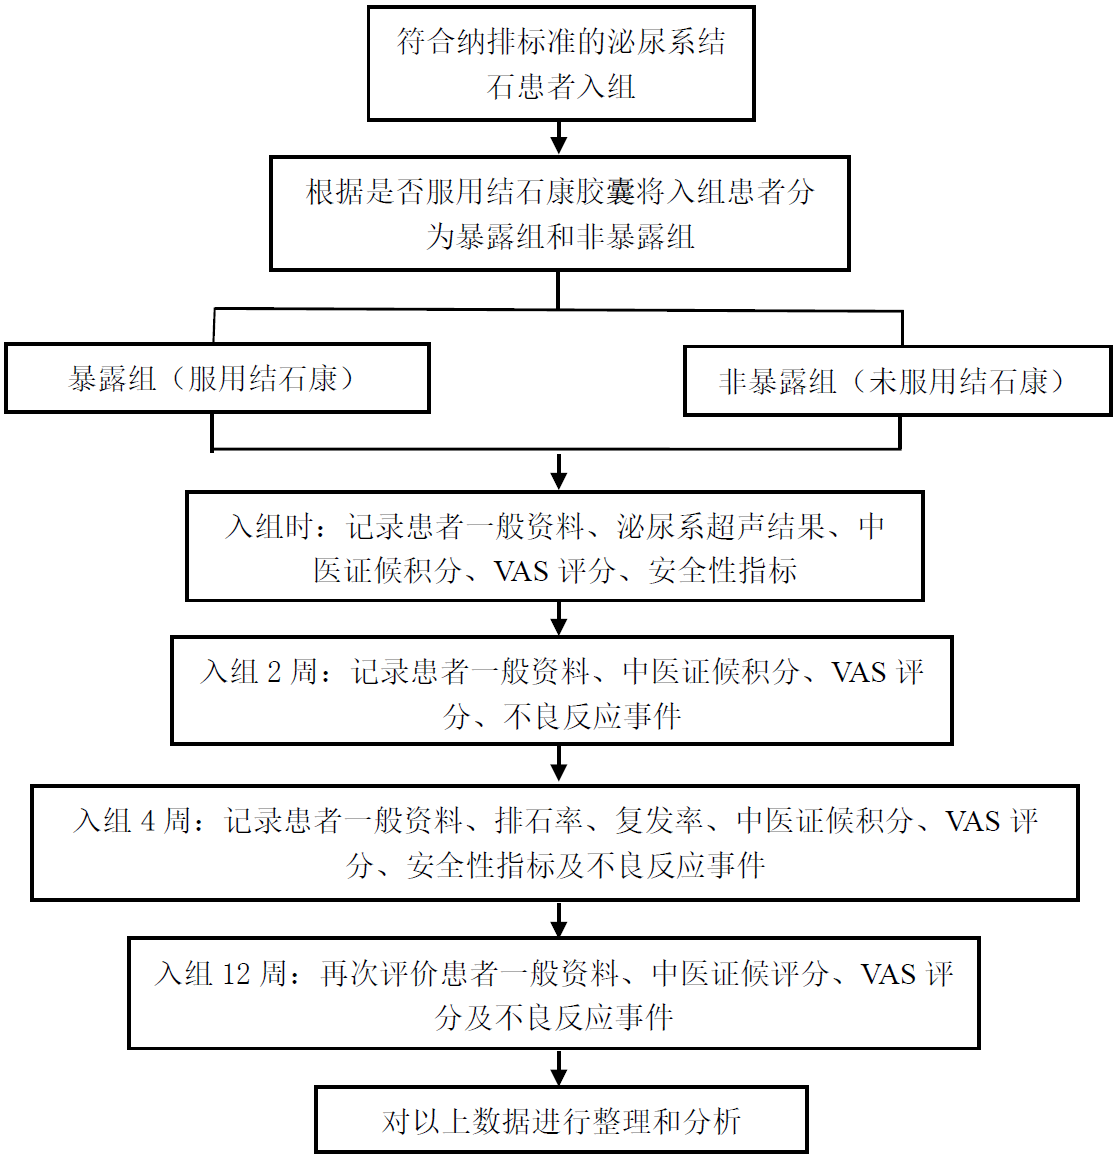 符合纳排标准的泌尿系结
石患者入组
根据是否服用结石康胶囊将入组患者分
为暴露组和非暴露组
暴露组（服用结石康）
非暴露组（未服用结石康）
入组时：记录患者一般资料、泌尿系超声结果、中
医证候积分、VAS 评分、安全性指标
入组 2 周：记录患者一般资料、中医证候积分、VAS 评
分、不良反应事件
入组 4 周：记录患者一般资料、排石率、复发率、中医证候积分、VAS 评
分、安全性指标及不良反应事件
入组 12 周：再次评价患者一般资料、中医证候评分、VAS 评
分及不良反应事件
对以上数据进行整理和分析